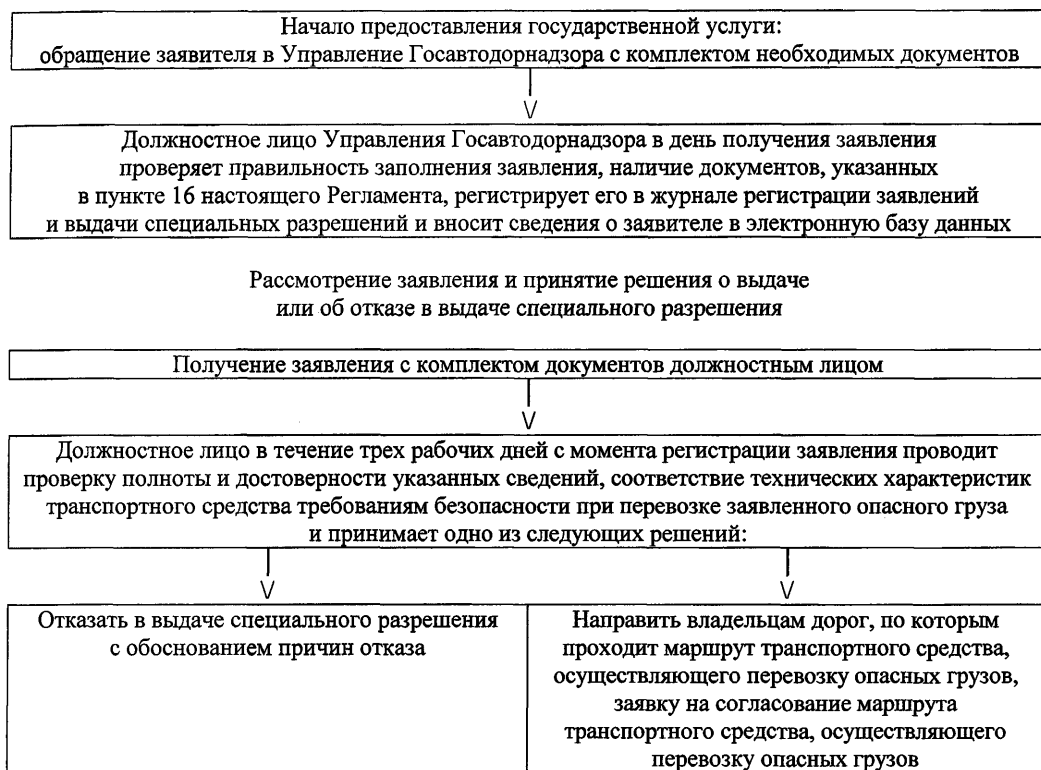 Начало предоставления государственной услуги:
обращение заявителя в Управление Госавтодорнадзора с комплектом необходимых документов
Должностное лицо Управления Госавтодорнадзора в день получения заявления
проверяет правильность заполнения заявления, наличие документов, указанных
в пункте 16 настоящего Регламента, регистрирует его в журнале регистрации заявлений
и выдачи специальных разрешений и вносит сведения о заявителе в электронную базу данных
Рассмотрение заявления и принятие решения о выдаче
или об отказе в выдаче специального разрешения
Получение заявления с комплектом документов должностным лицом
Должностное лицо в течение трех рабочих дней с момента регистрации заявления проводит
проверку полноты и достоверности указанных сведений, соответствие технических характеристик
транспортного средства требованиям безопасности при перевозке заявленного опасного груза
и принимает одно из следующих решений:
Отказать в выдаче специального разрешения
с обоснованием причин отказа
Направить владельцам дорог, по которым
проходит маршрут транспортного средства,
осуществляющего перевозку опасных грузов,
заявку на согласование маршрута
транспортного средства, осуществляющего
перевозку опасных грузов